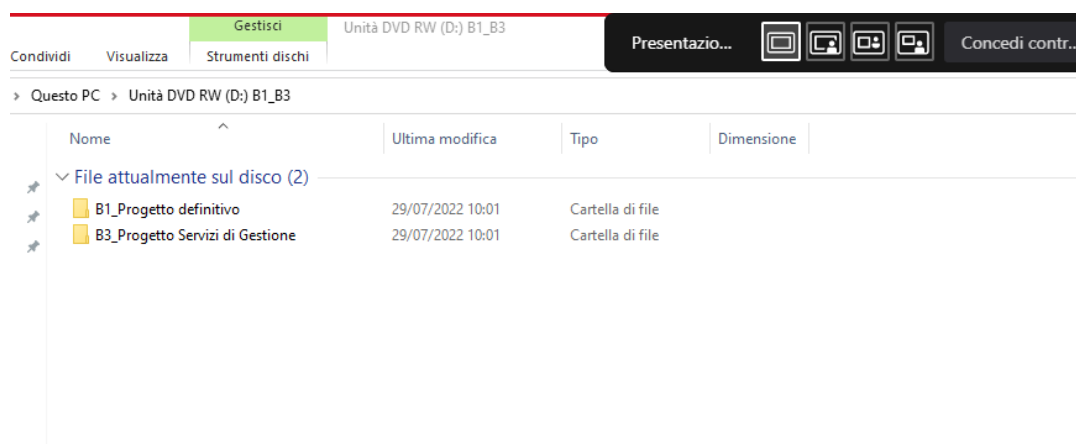 Gestisci
Unità DVD RW (D:) B1_B3
Presentazio...
Concedi contr..
Condividi Visualizza Strumenti dischi
> Questo PC > Unità DVD RW (D:) B1_B3
Nome Ultima modifica Tipo Dimensione
File attualmente sul disco (2)
B1_Progetto definitivo 29/07/2022 10:01 Cartella di file
B3_Progetto Servizi di Gestione 29/07/2022 10:01 Cartella di file